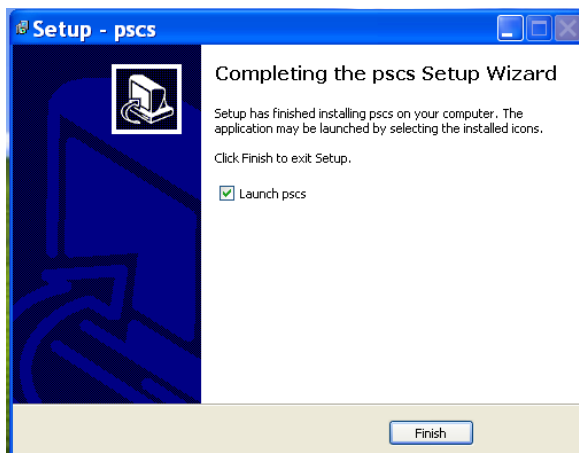 Setup - pscs
Completing the pscs Setup Wizard
Setup has finished installing pscs on your computer. The
application may be launched by selecting the installed icons.
Click Finish to exit Setup.
Launch pscs
Finish